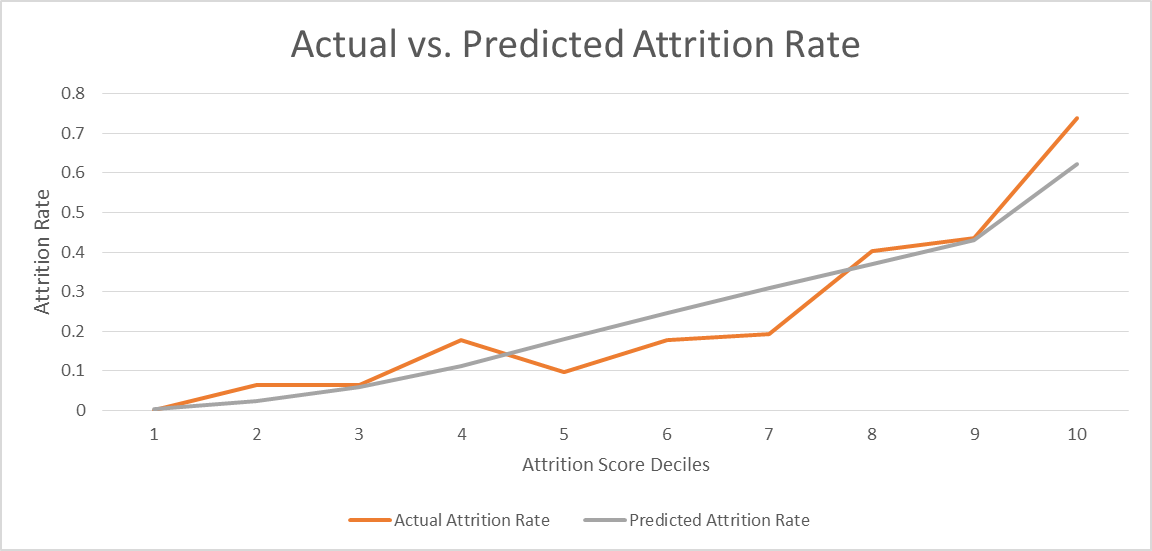 Actual vs. Predicted Attrition Rate
0.8
0.7
0.6
0.5
0.4
0.3
0.2
0.1
0
Attrition Rate
1 2 3 4 5 6 7 8 9 10
Attrition Score Deciles
Actual Attrition Rate Predicted Attrition Rate